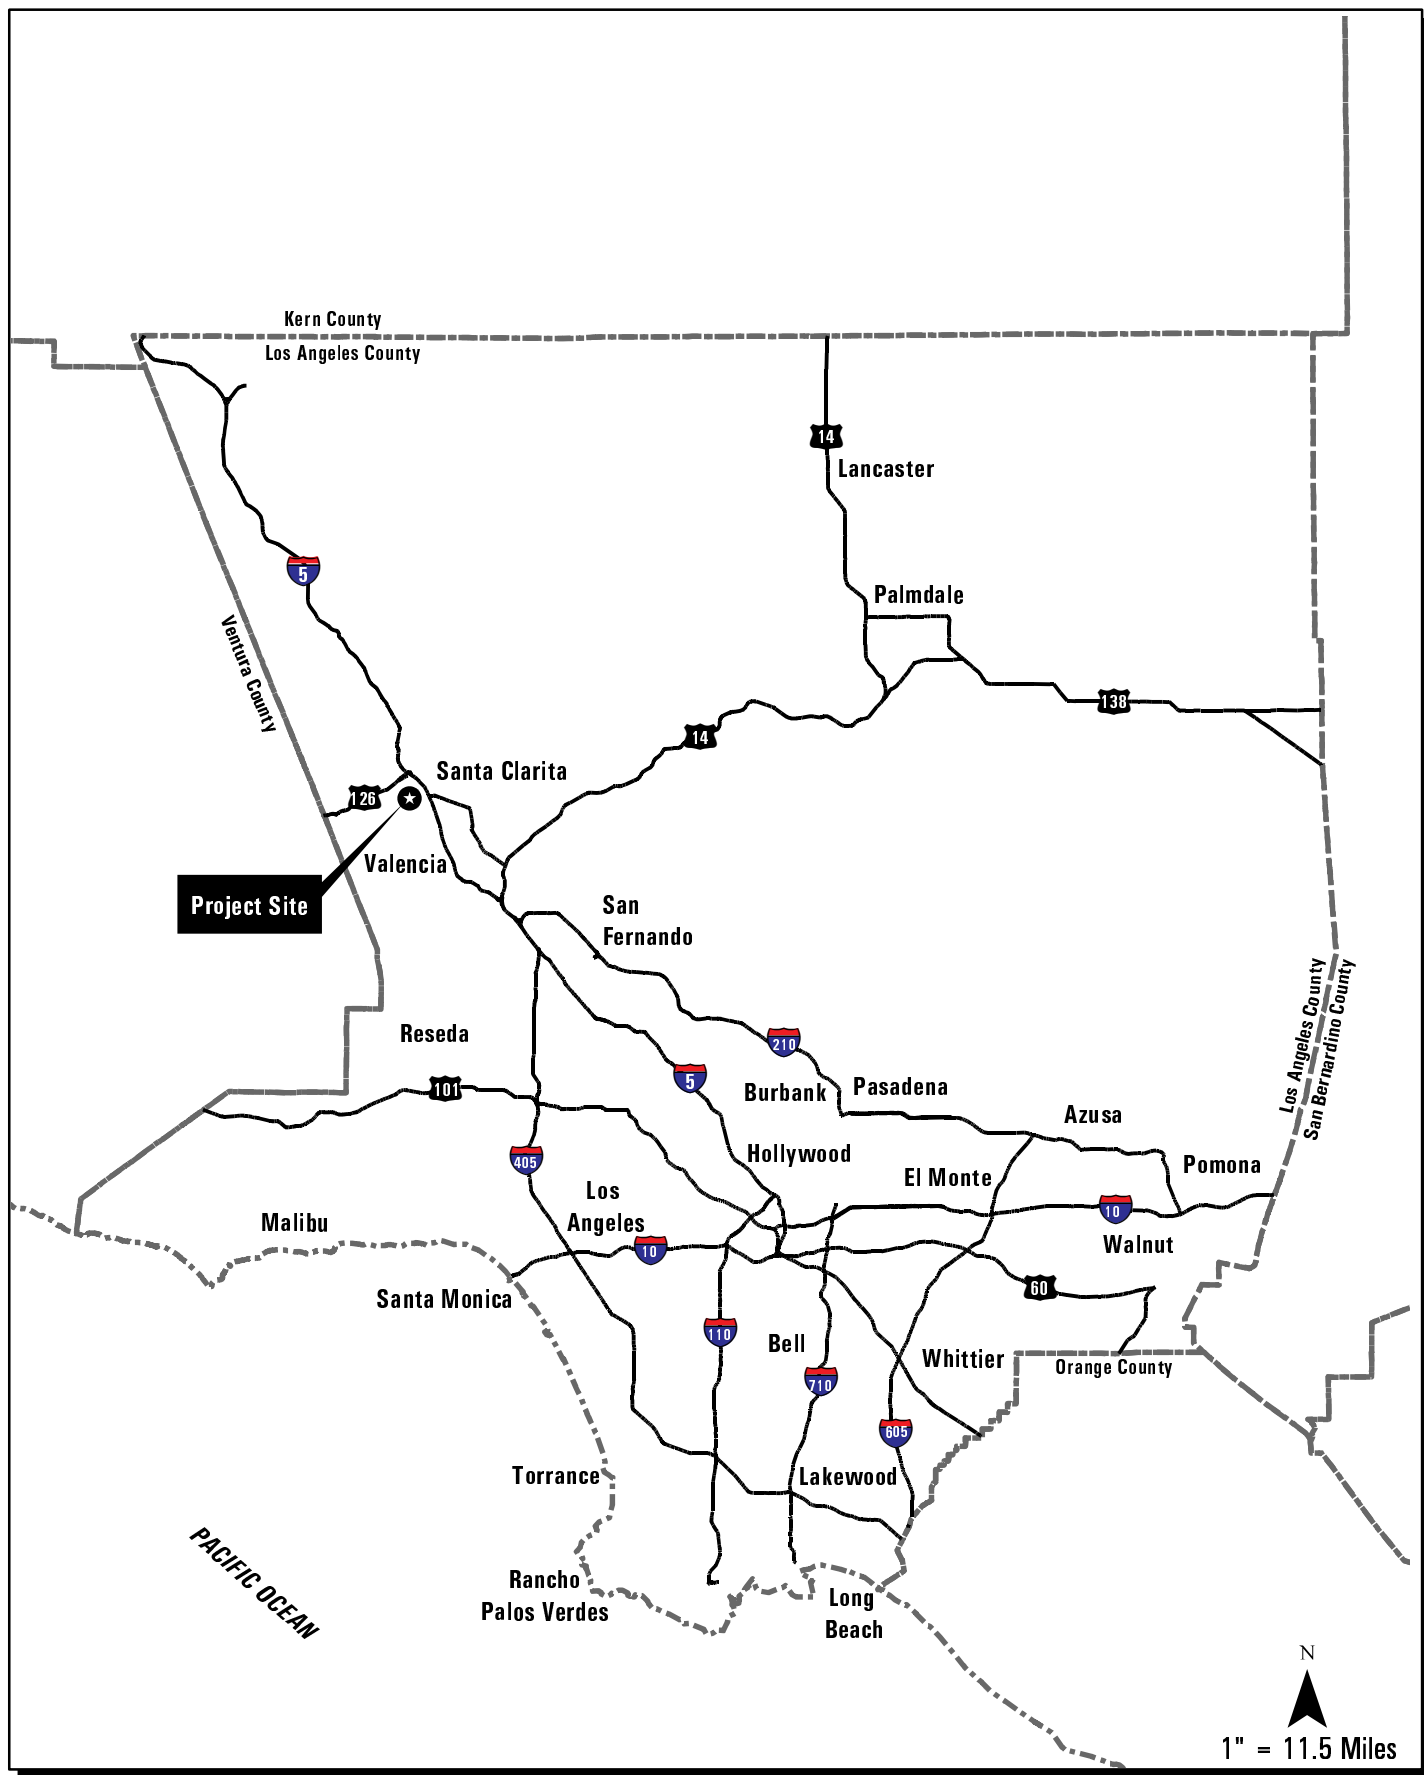 Kern County
Los Angeles County
14
Lancaster
5
Palmdale
Ventura County
138
14
Santa Clarita
126
Valencia
Project Site
San
Fernando
Los Angeles County
San Bernardino County
Reseda
210
5
101
Burbank
Pasadena
Azusa
405
Hollywood
El Monte
Pomona
Los
Angeles
Malibu
10
10
Walnut
Santa Monica
60
110
Bell
Whittier
Orange County
710
605
Torrance
Lakewood
PACIFIC OCEAN
Rancho
Palos Verdes
Long
Beach
N
1" = 11.5 Miles